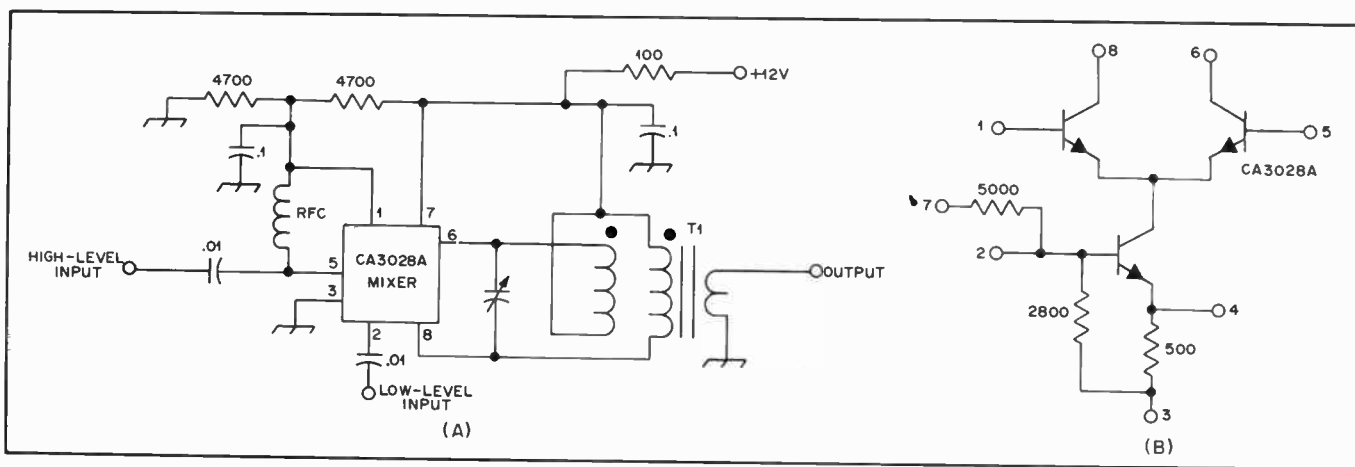 4700
4700
100
+12V
.1
.1
RFC
1
7
6
T1
HIGH-LEVEL
INPUT
.01
5
CA3028A
MIXER
3
2
8
OUTPUT
.01
LOW-LEVEL
INPUT
(A)
8
6
1
5
CA3028A
7
5000
2
2800
4
500
3
(B)